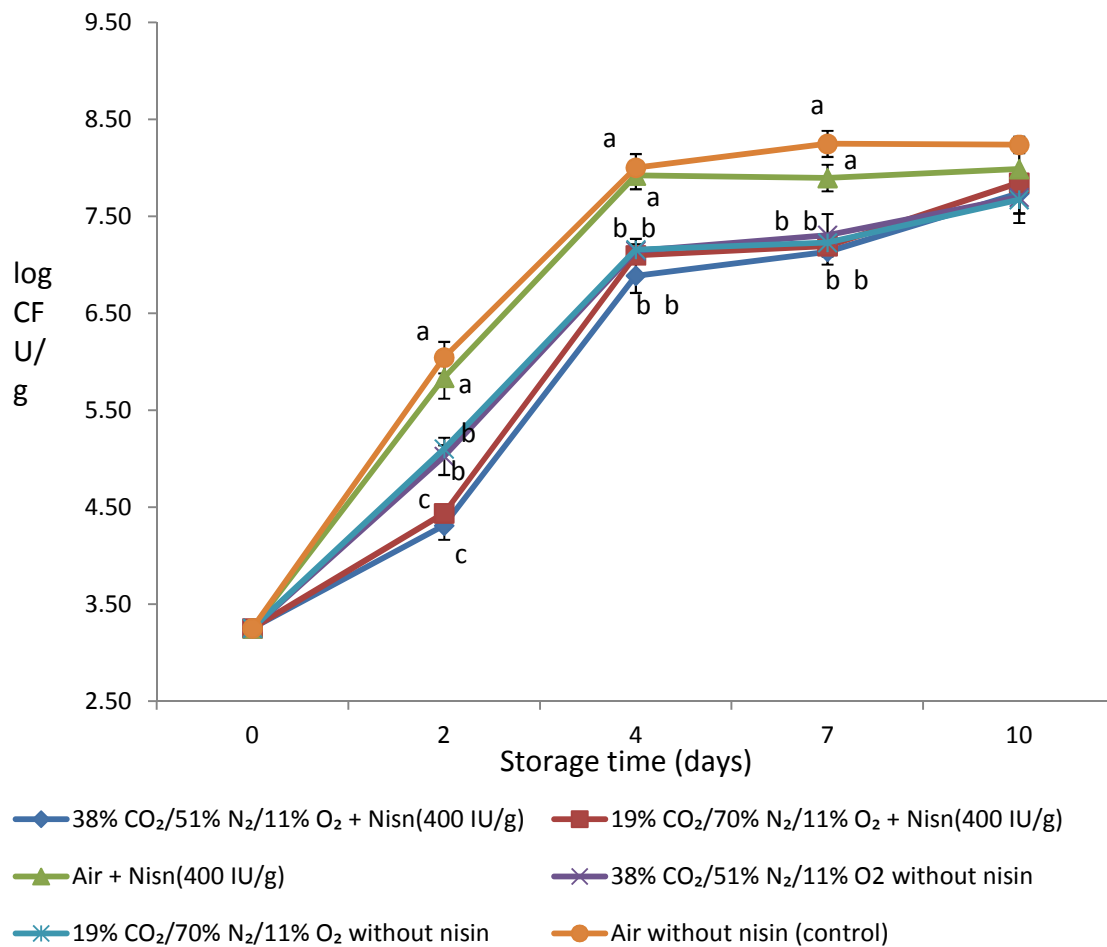 9.50
8.50
7.50
6.50
5.50
4.50
3.50
2.50
log
CF
U/
g
a
a
a
a
b b
b b
a
a
b b
b b
a
a
b
b
c
c
0 2 4 7 10
Storage time (days)
38% CO₂/51% N₂/11% O₂ + Nisn(400 IU/g)
19% CO₂/70% N₂/11% O₂ + Nisn(400 IU/g)
Air + Nisn(400 IU/g)
38% CO₂/51% N₂/11% O2 without nisin
19% CO₂/70% N₂/11% O₂ without nisin
Air without nisin (control)